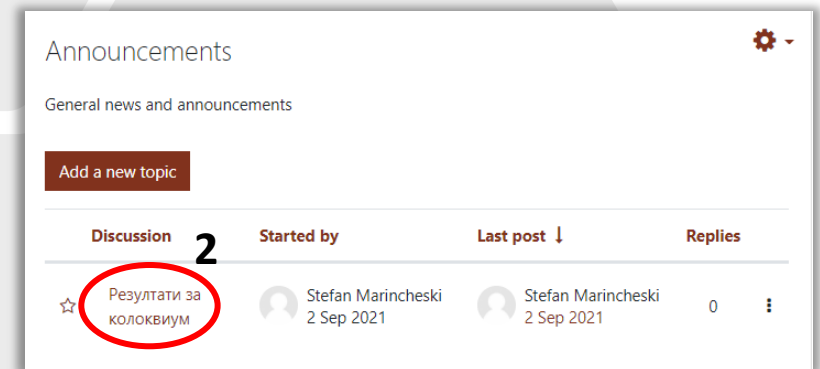 Announcements
General news and announcements
Add a new topic
Discussion 2 Started by Last post ↓ Replies
Резултати за колоквиум Stefan Marincheski 2 Sep 2021 Stefan Marincheski 2 Sep 2021 0